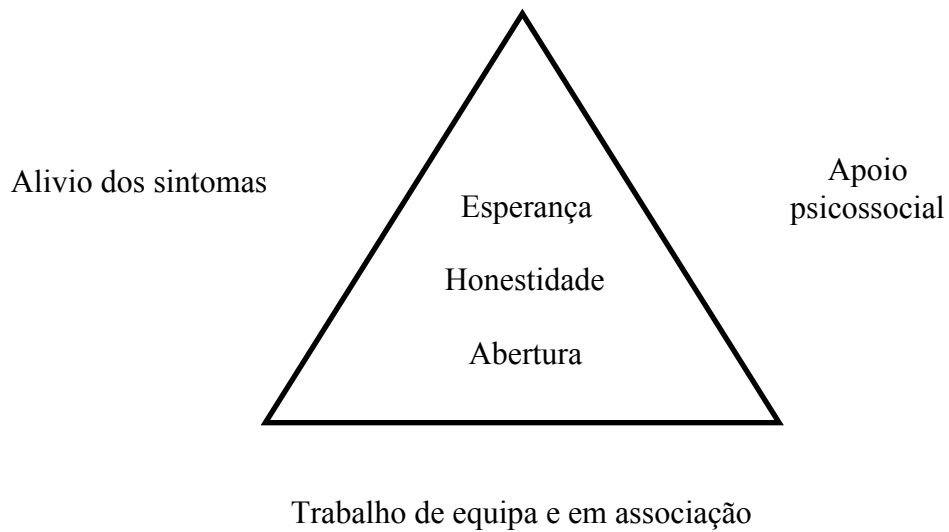 Alivio dos sintomas
Apoio
psicossocial
Esperança
Honestidade
Abertura
Trabalho de equipa e em associação